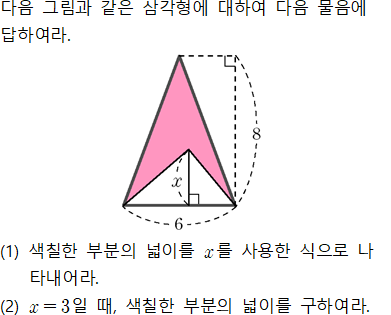 다음 그림과 같은 삼각형에 대하여 다음 물음에
답하여라.
8
x
6
(1) 색칠한 부분의 넓이를 x를 사용한 식으로 나
타내어라.
(2) x=3일 때, 색칠한 부분의 넓이를 구하여라.